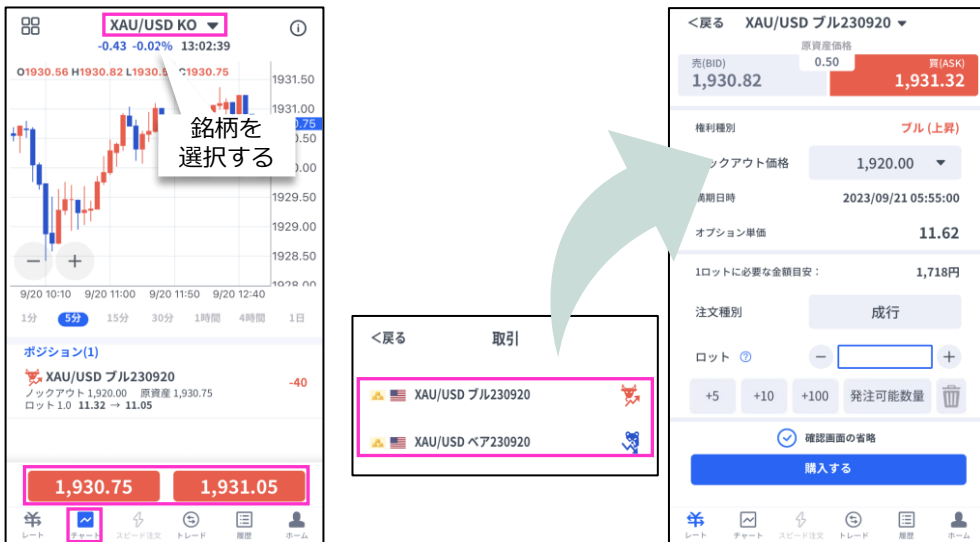 XAU/USD KO
-0.43 -0.02% 13:02:39
O1930.56 H1930.82 L1930.5 C1930.75
1931.50
1931.00
.75
.50
.00
1929.50
1929.00
1928.50
1928.00
銘柄を
選択する
9/20 10:10 9/20 11:00 9/20 11:50 9/20 12:40
1分 5分 15分 30分 1時間 4時間 1日
ポジション(1)
XAU/USD ブル230920
-40
ノックアウト 1,920.00 原資産 1,930.75
ロット 1.0 11.32 → 11.05
1,930.75 1,931.05
レート チャート スピード注文 トレード 履歴 ホーム
<戻る 取引
XAU/USD ブル230920
XAU/USD ベア230920
<戻る XAU/USD ブル230920
原資産価格
売(BID) 0.50 買(ASK)
1,930.82 1,931.32
権利種別 ブル (上昇)
ックアウト価格 1,920.00
満期日時 2023/09/21 05:55:00
オプション単価 11.62
1ロットに必要な金額目安: 1,718円
注文種別 成行
ロット ?
+5 +10 +100 発注可能数量
確認画面の省略
購入する
レート チャート スピード注文 トレード 履歴 ホーム